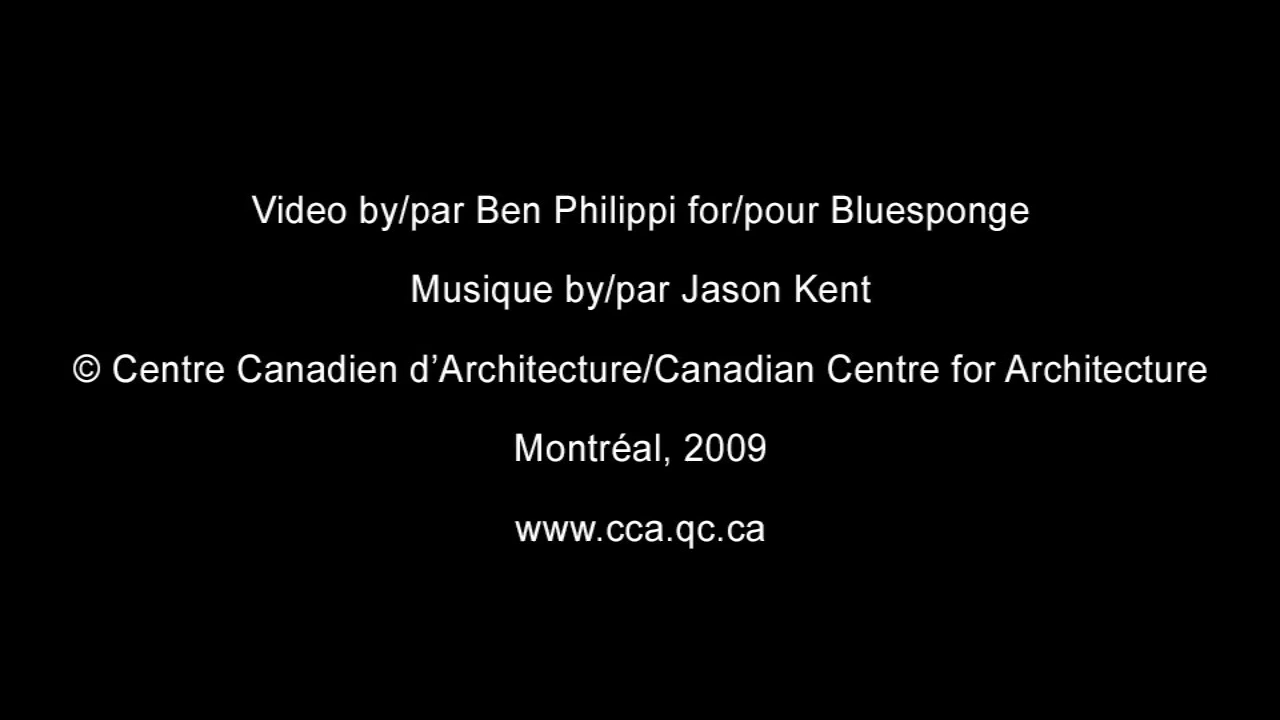 Video by/par Ben Philippi for/pour Bluesponge
Musique by/par Jason Kent
© Centre Canadien d’Architecture/Canadian Centre for Architecture
Montréal, 2009
www.cca.qc.ca